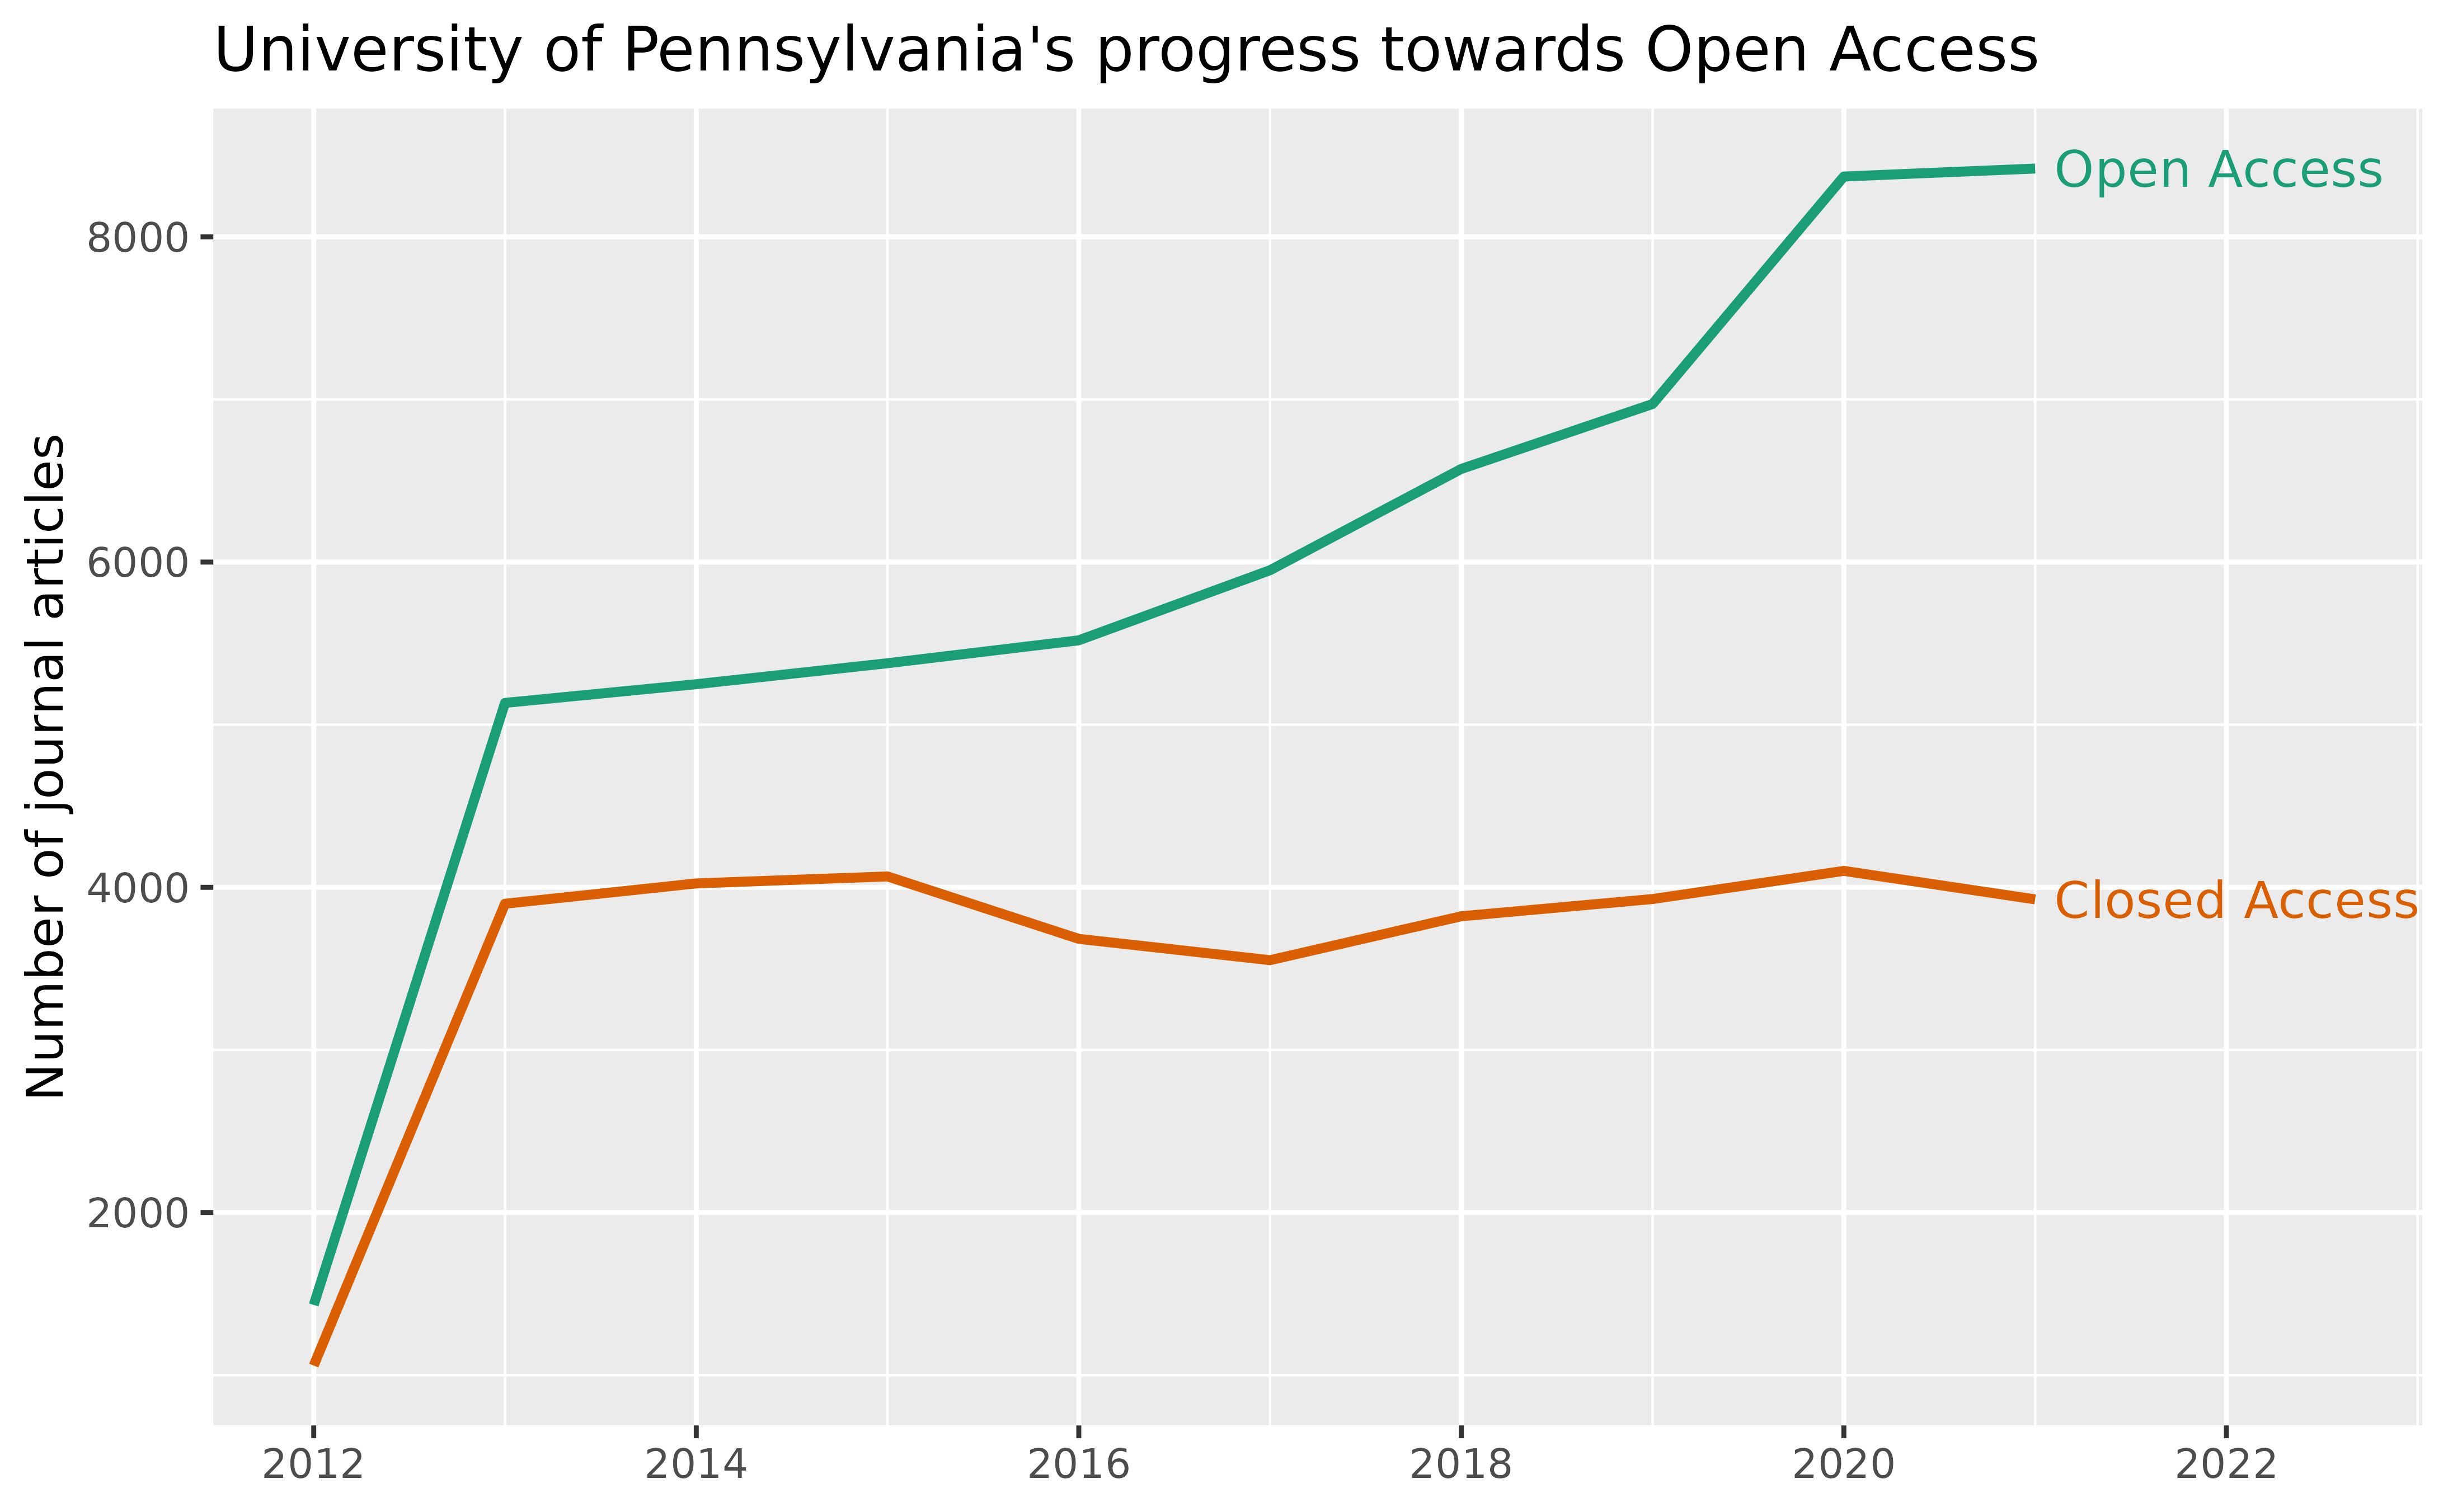 University of Pennsylvania's progress towards Open Access
Number of journal articles
8000
6000
4000
2000
Open Access
Closed Access
2012
2014
2016
2018
2020
2022